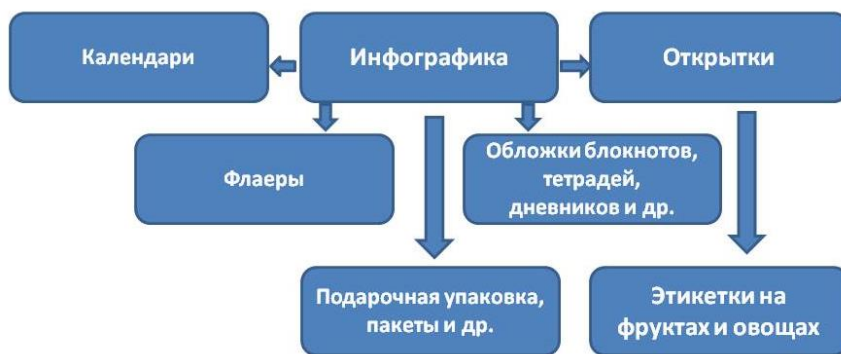 Календари
Инфографика
Открытки
Флаеры
Обложки блокнотов,
тетрадей,
дневников и др.
Подарочная упаковка,
пакеты и др.
Этикетки на
фруктах и овощах